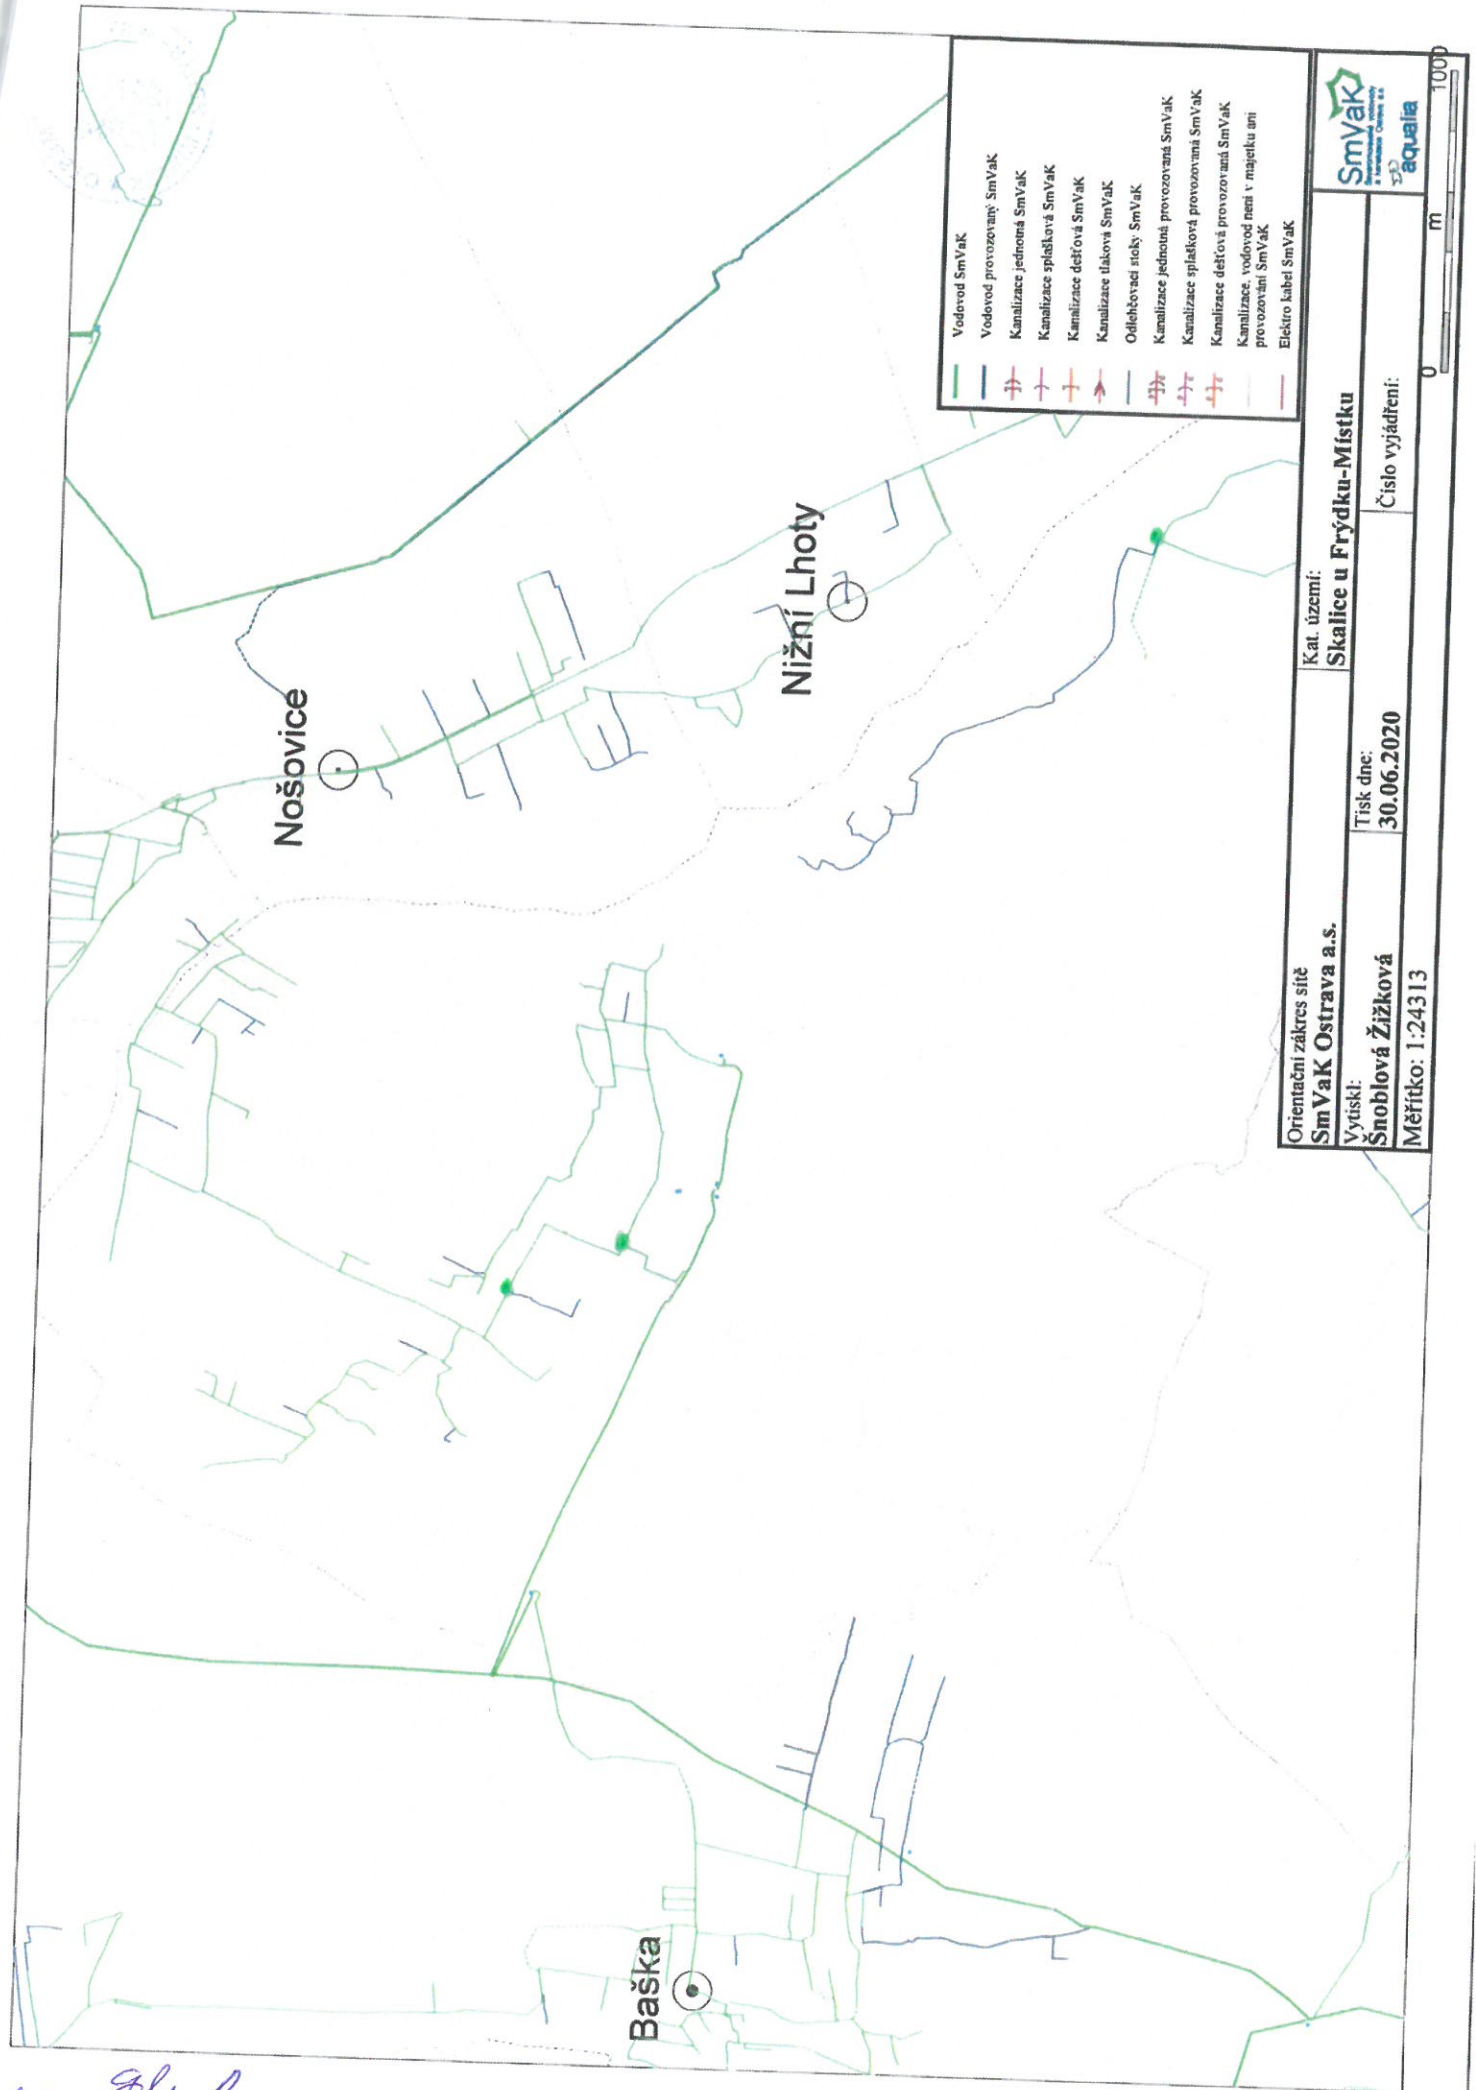 Nošovice
Nižní Lhoty
Baška
Vodovod SmVaK
Vodovod provozovaný SmVaK
Kanalizace jednotná SmVaK
Kanalizace splašková SmVaK
Kanalizace dešťová SmVaK
Kanalizace tlaková SmVaK
Odlehčovací stoky SmVaK
Kanalizace jednotná provozovaná SmVaK
Kanalizace splašková provozovaná SmVaK
Kanalizace dešťová provozovaná SmVaK
Kanalizace, vodovod není v majetku ani
provozování SmVaK
Elektro kabel SmVaK
Orientační zákres sítě
SmVaK Ostrava a.s.
Kat. území:
Skalice u Frýdku-Místku
SmVaK
aqualia
Vytiskl:
Šnoblová Žižková
Tisk dne:
30.06.2020
Číslo vyjádření:
Měřítko: 1:24313
0 m 1000